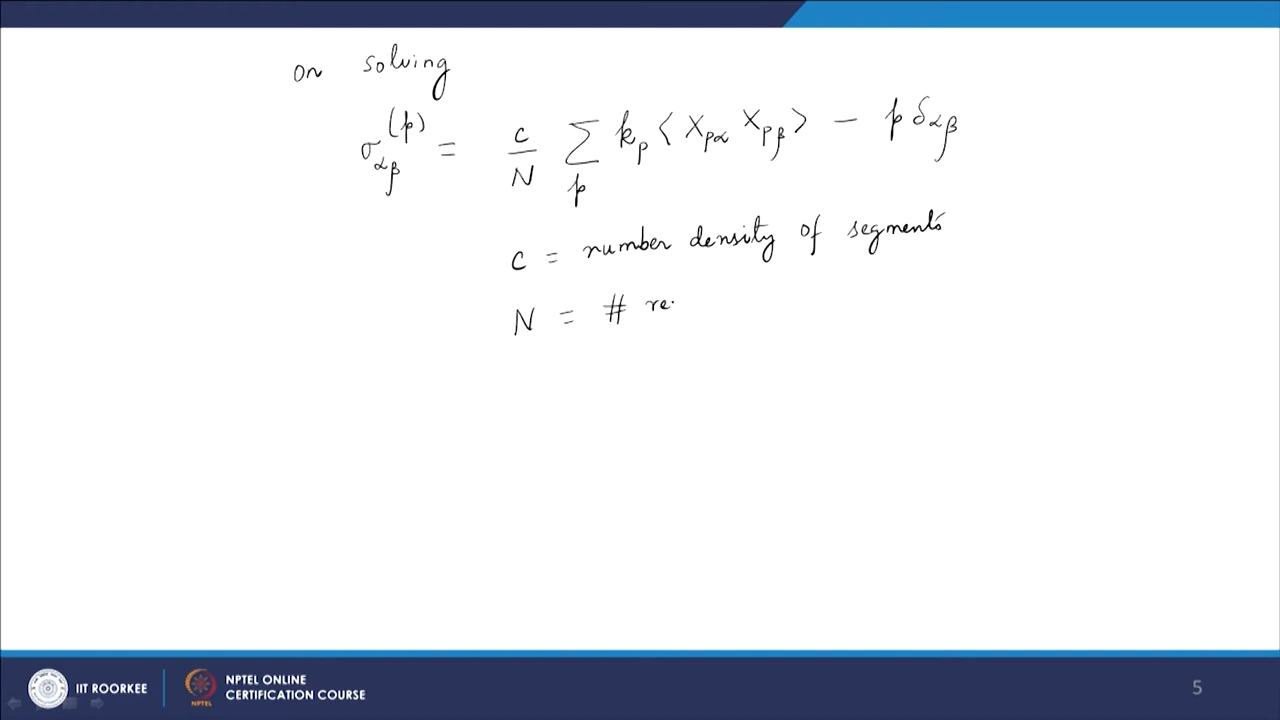 on solving
σ_αβ^(p) = c/N Σ_p k_p ⟨X_pα X_pβ⟩ − p δ_αβ
c = number density of segments
N = # re
IIT ROORKEE
NPTEL ONLINE
CERTIFICATION COURSE
NPTEL
5